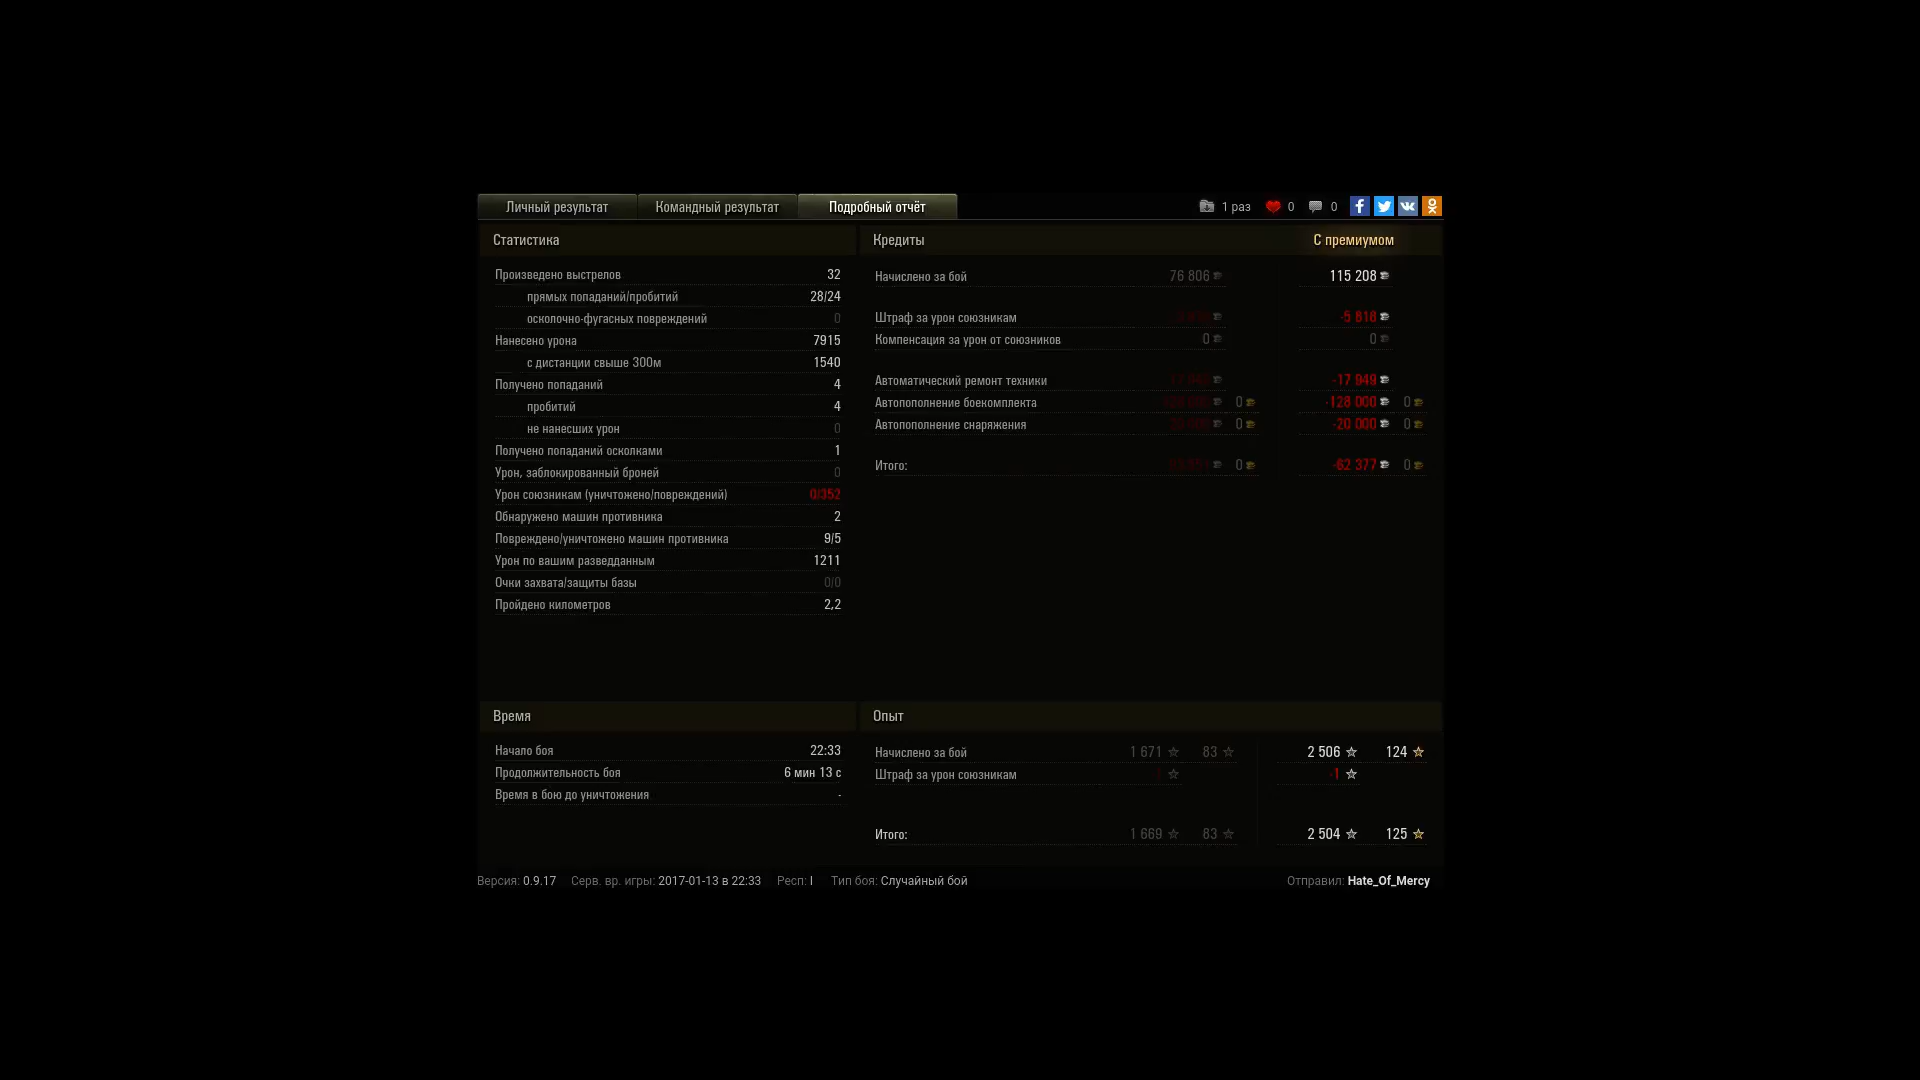 Личный результат Командный результат Подробный отчёт 1 раз 0 0
Статистика
Произведено выстрелов 32
прямых попаданий/пробитий 28/24
осколочно-фугасных повреждений 0
Нанесено урона 7915
с дистанции свыше 300м 1540
Получено попаданий 4
пробитий 4
не нанесших урон 0
Получено попаданий осколками 1
Урон, заблокированный броней 0
Урон союзникам (уничтожено/повреждений) 0/352
Обнаружено машин противника 2
Повреждено/уничтожено машин противника 9/5
Урон по вашим разведданным 1211
Очки захвата/защиты базы 0/0
Пройдено километров 2,2
Кредиты С премиумом
Начислено за бой 76 806 115 208
Штраф за урон союзникам
Компенсация за урон от союзников 0 0
Автоматический ремонт техники -17 049
Автопополнение боекомплекта 0 -128 000 0
Автопополнение снаряжения 0 -20 000 0
Итого: 0 -62 377 0
Время
Начало боя 22:33
Продолжительность боя 6 мин 13 с
Время в бою до уничтожения -
Опыт
Начислено за бой 1 671 83 2 506 124
Штраф за урон союзникам -1
Итого: 1 669 83 2 504 125
Версия: 0.9.17 Серв. вр. игры: 2017-01-13 в 22:33 Респ: I Тип боя: Случайный бой Отправил: Hate_Of_Mercy